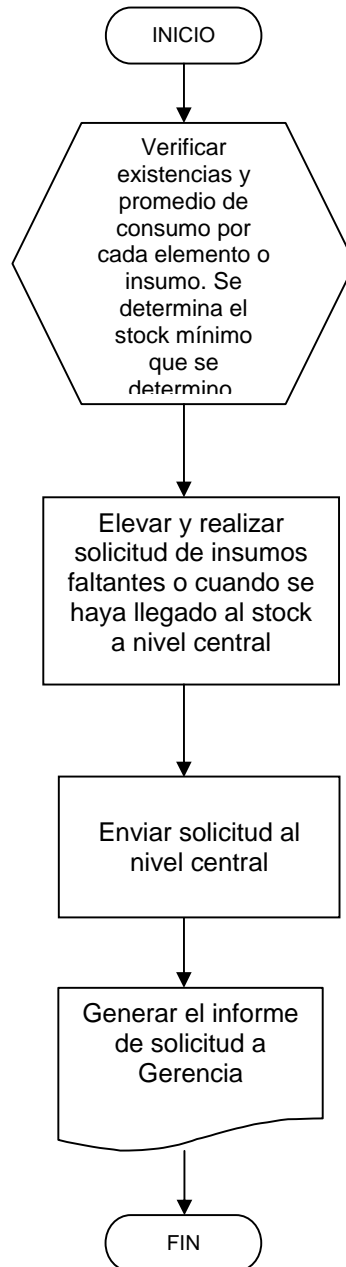 INICIO
Verificar
existencias y
promedio de
consumo por
cada elemento o
insumo. Se
determina el
stock mínimo
que se
determino
Elevar y realizar
solicitud de insumos
faltantes o cuando se
haya llegado al stock
a nivel central
Enviar solicitud al
nivel central
Generar el informe
de solicitud a
Gerencia
FIN